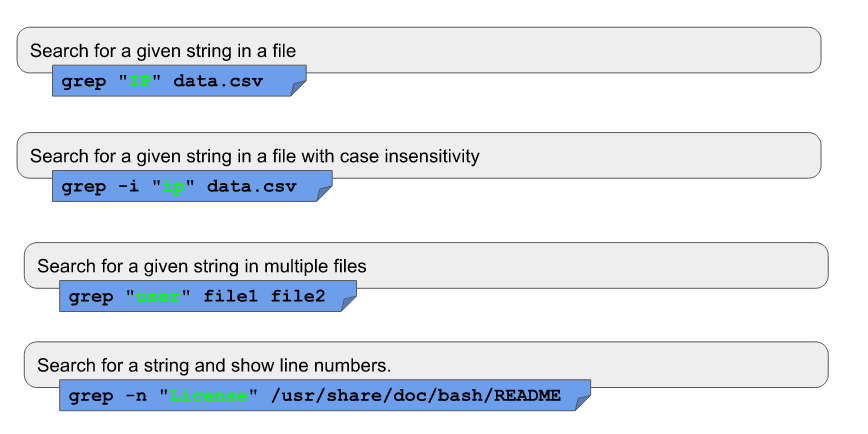 Search for a given string in a file
grep "IP" data.csv
Search for a given string in a file with case insensitivity
grep -i "ip" data.csv
Search for a given string in multiple files
grep "user" file1 file2
Search for a string and show line numbers.
grep -n "License" /usr/share/doc/bash/README